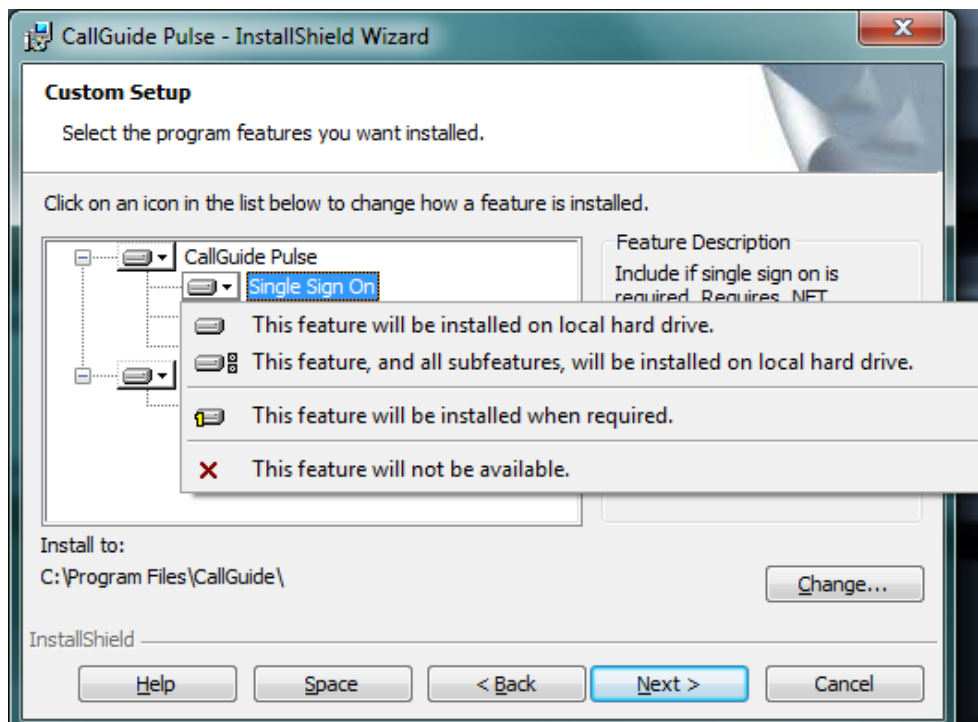 CallGuide Pulse - InstallShield Wizard
Custom Setup
Select the program features you want installed.
Click on an icon in the list below to change how a feature is installed.
CallGuide Pulse
Single Sign On
Feature Description
Include if single sign on is
required. Requires .NET
This feature will be installed on local hard drive.
This feature, and all subfeatures, will be installed on local hard drive.
This feature will be installed when required.
This feature will not be available.
Install to:
C:\Program Files\CallGuide\
Change...
InstallShield
Help
Space
< Back
Next >
Cancel